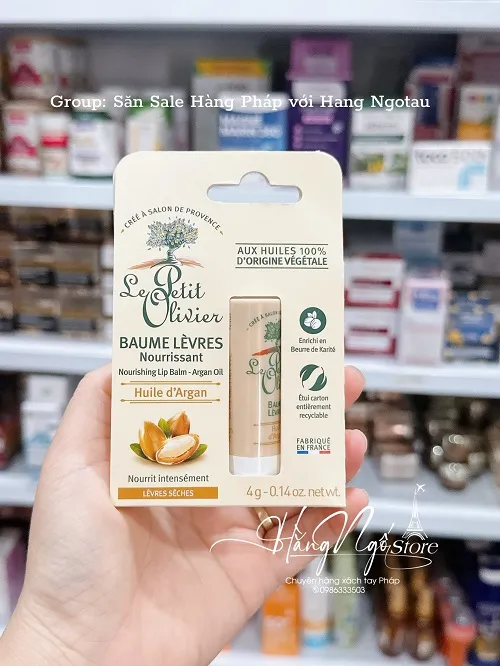 Group: Săn Sale Hàng Pháp với Hang Ngotau
CRÉÉ À SALON DE PROVENCE
Le Petit
Olivier
AUX HUILES 100%
D'ORIGINE VÉGÉTALE
BAUME LÈVRES
Nourrissant
Nourishing Lip Balm - Argan Oil
Huile d'Argan
Enrichi en
Beurre de Karité
Étui carton
entièrement
recyclable
FABRIQUÉ
EN FRANCE
Nourrit intensément
LÈVRES SÈCHES
4g - 0.14 oz. net wt.
Le Petit
Olivier
Hằng Ngố Store
Chuyên hàng xách tay Pháp
0986333503